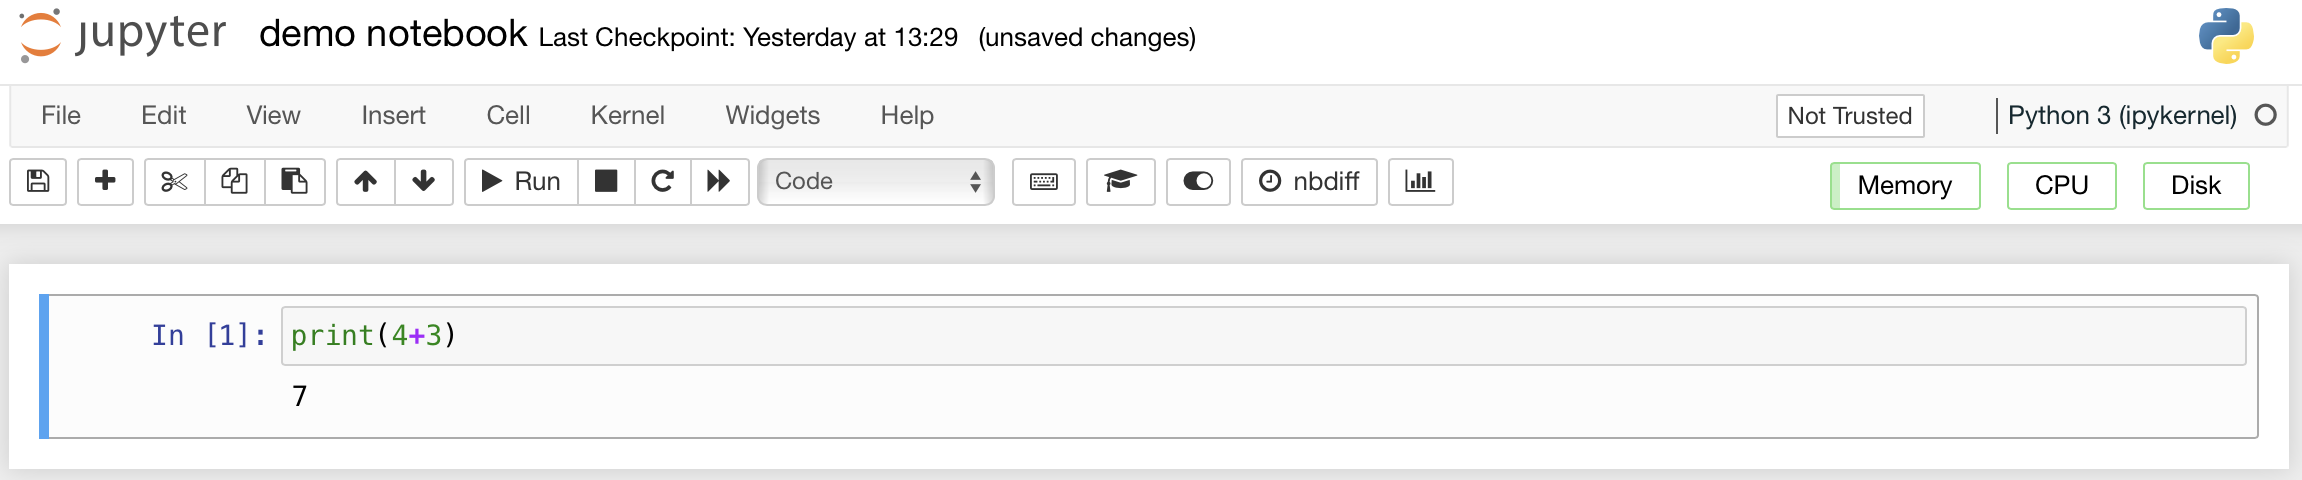 jupyter demo notebook Last Checkpoint: Yesterday at 13:29 (unsaved changes)
File Edit View Insert Cell Kernel Widgets Help Not Trusted Python 3 (ipykernel)
Run Code nbdiff Memory CPU Disk
In [1]: print(4+3)
7